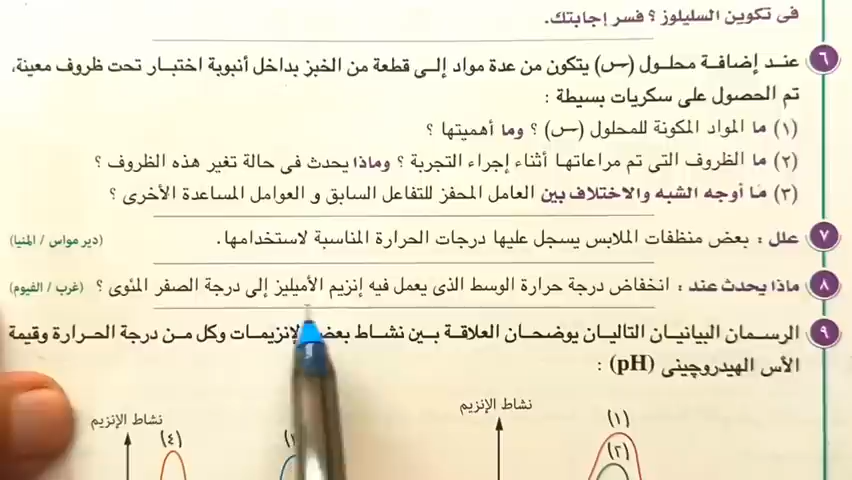 فى تكوين السليلوز ؟ فسر إجابتك.
٦ عند إضافة محلول (س) يتكون من عدة مواد إلى قطعة من الخبز بداخل أنبوبة اختبار تحت ظروف معينة،
تم الحصول على سكريات بسيطة :
(١) ما المواد المكونة للمحلول (س) ؟ وما أهميتها ؟
(٢) ما الظروف التى تم مراعاتها أثناء إجراء التجربة ؟ وماذا يحدث فى حالة تغير هذه الظروف ؟
(٣) ما أوجه الشبه والاختلاف بين العامل المحفز للتفاعل السابق و العوامل المساعدة الأخرى ؟
٧ علل : بعض منظفات الملابس يسجل عليها درجات الحرارة المناسبة لاستخدامها. (دير مواس / المنيا)
٨ ماذا يحدث عند : انخفاض درجة حرارة الوسط الذى يعمل فيه إنزيم الأميليز إلى درجة الصفر المئوى ؟ (غرب / الفيوم)
٩ الرسمان البيانيان التاليان يوضحان العلاقة بين نشاط وكل من درجة الحرارة وقيمة
الأس الهيدروچينى (pH) :
نشاط الإنزيم
(١)
(٢)
نشاط الإنزيم
(٤)